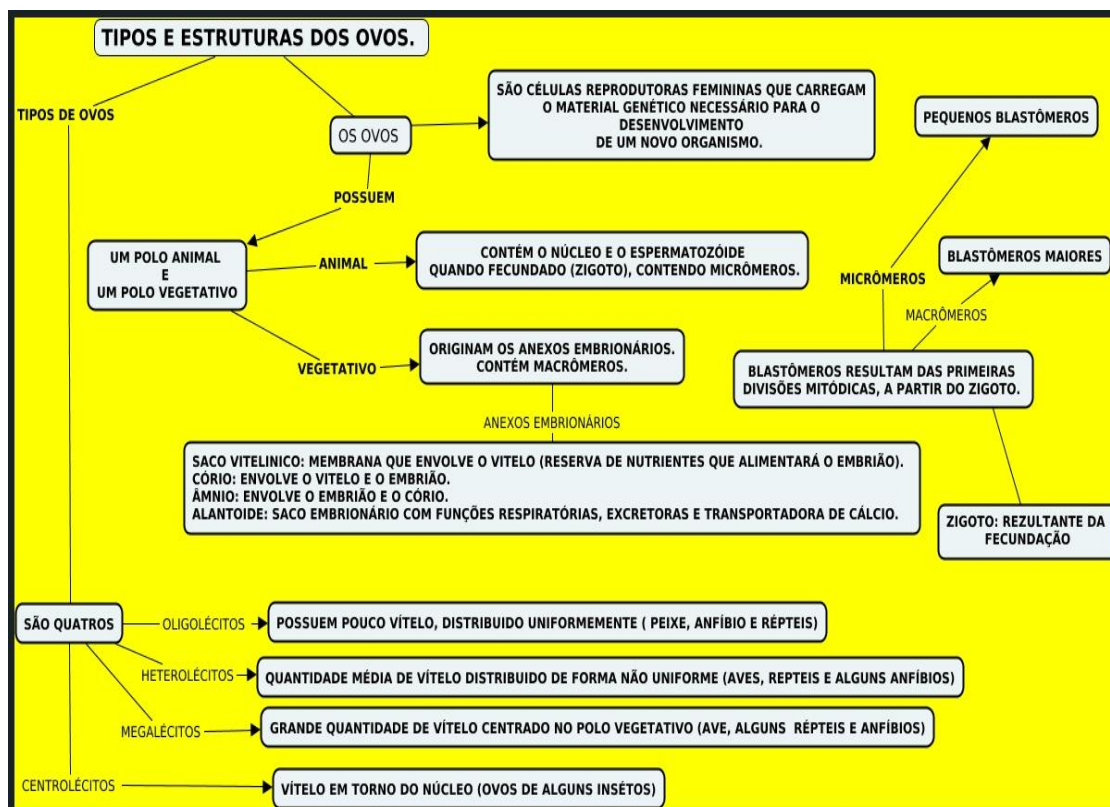 TIPOS E ESTRUTURAS DOS OVOS.
TIPOS DE OVOS
OS OVOS
SÃO CÉLULAS REPRODUTORAS FEMININAS QUE CARREGAM
O MATERIAL GENÉTICO NECESSÁRIO PARA O
DESENVOLVIMENTO
DE UM NOVO ORGANISMO.
PEQUENOS BLASTÔMEROS
POSSUEM
UM POLO ANIMAL
E
UM POLO VEGETATIVO
ANIMAL
CONTÉM O NÚCLEO E O ESPERMATOZÓIDE
QUANDO FECUNDADO (ZIGOTO), CONTENDO MICRÔMEROS.
BLASTÔMEROS MAIORES
MICRÔMEROS
MACRÔMEROS
VEGETATIVO
ORIGINAM OS ANEXOS EMBRIONÁRIOS.
CONTÉM MACRÔMEROS.
BLASTÔMEROS RESULTAM DAS PRIMEIRAS
DIVISÕES MITÓDICAS, A PARTIR DO ZIGOTO.
ANEXOS EMBRIONÁRIOS
SACO VITELINICO: MEMBRANA QUE ENVOLVE O VITELO (RESERVA DE NUTRIENTES QUE ALIMENTARÁ O EMBRIÃO).
CÓRIO: ENVOLVE O VITELO E O EMBRIÃO.
ÂMNIO: ENVOLVE O EMBRIÃO E O CÓRIO.
ALANTOIDE: SACO EMBRIONÁRIO COM FUNÇÕES RESPIRATÓRIAS, EXCRETORAS E TRANSPORTADORA DE CÁLCIO.
ZIGOTO: REZULTANTE DA
FECUNDAÇÃO
SÃO QUATROS
OLIGOLÉCITOS
POSSUEM POUCO VÍTELO, DISTRIBUIDO UNIFORMEMENTE ( PEIXE, ANFÍBIO E RÉPTEIS)
HETEROLÉCITOS
QUANTIDADE MÉDIA DE VÍTELO DISTRIBUIDO DE FORMA NÃO UNIFORME (AVES, REPTEIS E ALGUNS ANFÍBIOS)
MEGALÉCITOS
GRANDE QUANTIDADE DE VÍTELO CENTRADO NO POLO VEGETATIVO (AVE, ALGUNS RÉPTEIS E ANFÍBIOS)
CENTROLÉCITOS
VÍTELO EM TORNO DO NÚCLEO (OVOS DE ALGUNS INSÉTOS)